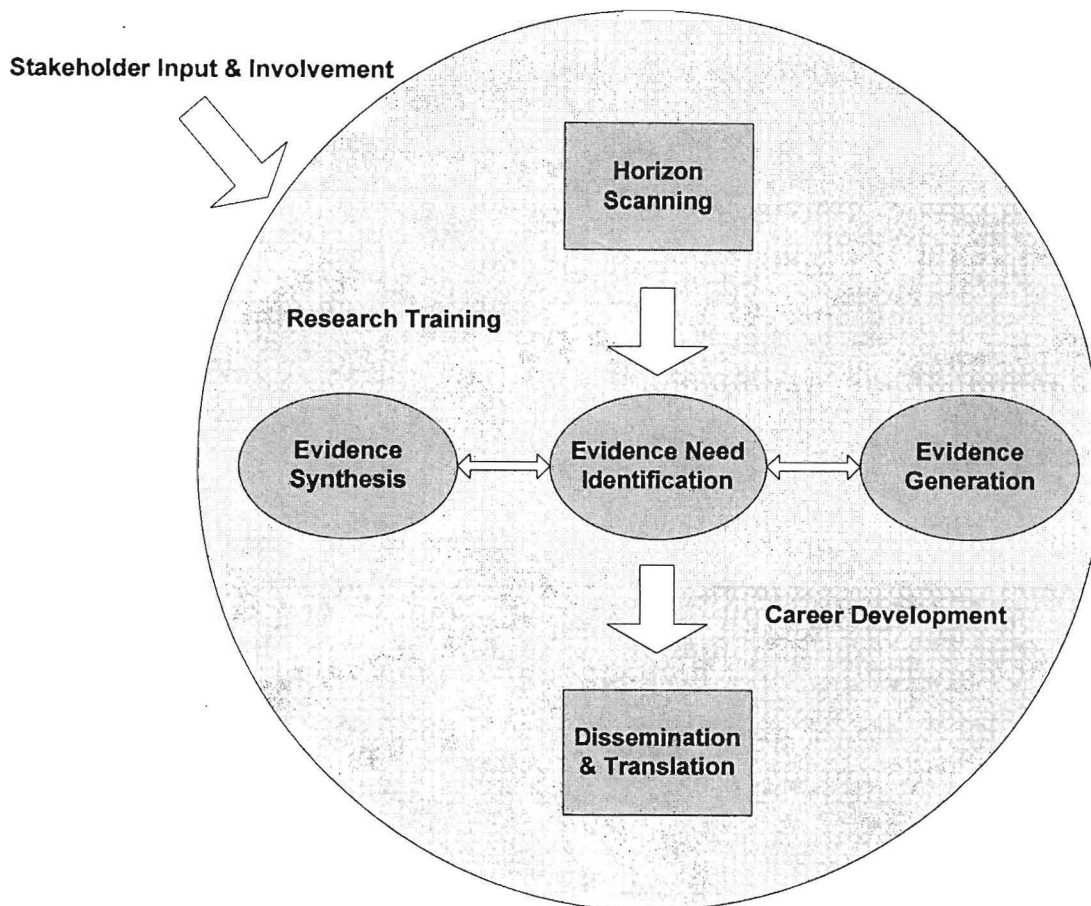 Stakeholder Input & Involvement
Horizon
Scanning
Research Training
Evidence
Synthesis
Evidence Need
Identification
Evidence
Generation
Career Development
Dissemination
& Translation